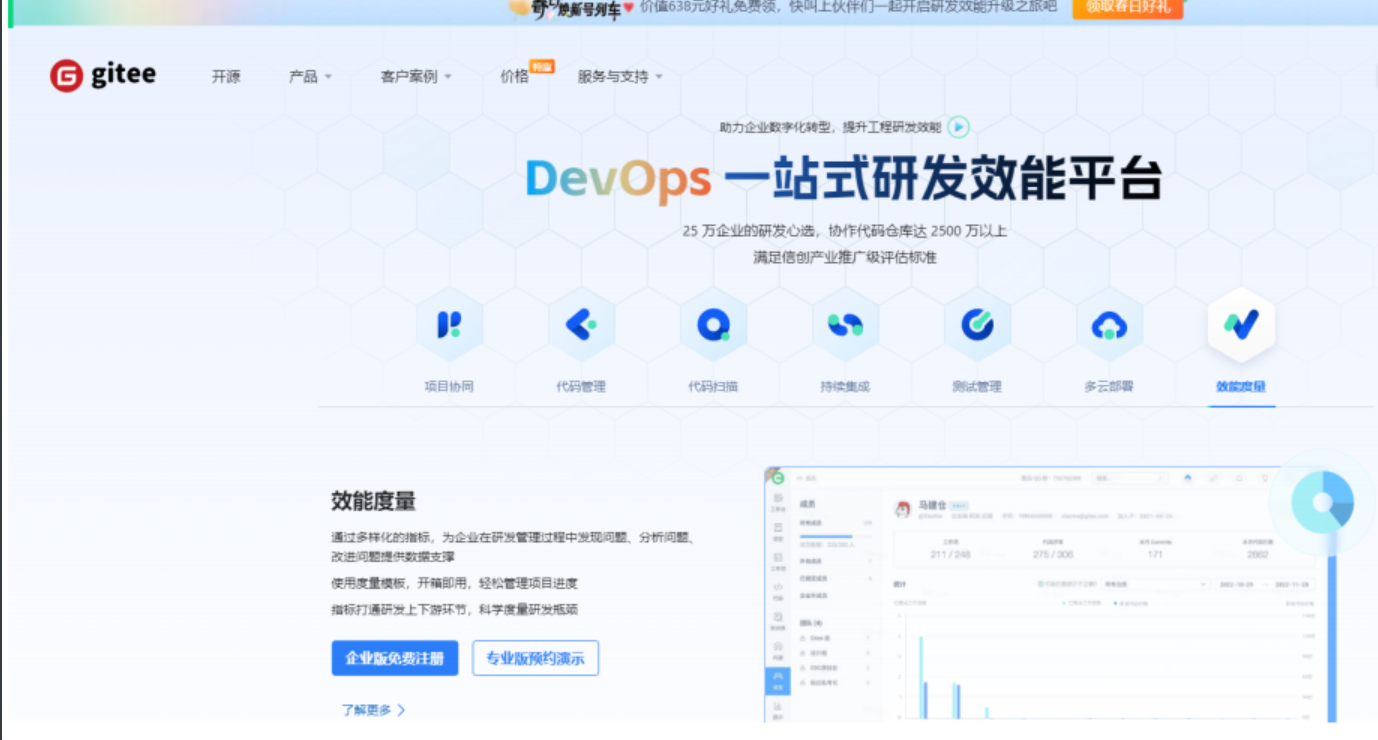 焕新号列车 价值638元好礼免费领，快叫上伙伴们一起开启研发效能升级之旅吧 领取春日好礼
gitee 开源 产品 客户案例 价格 特惠 服务与支持
助力企业数字化转型，提升工程研发效能
DevOps 一站式研发效能平台
25 万企业的研发心选，协作代码仓库达 2500 万以上
满足信创产业推广级评估标准
项目协同 代码管理 代码扫描 持续集成 测试管理 多云部署 效能度量
效能度量
通过多样化的指标，为企业在研发管理过程中发现问题、分析问题、
改进问题提供数据支撑
使用度量模板，开箱即用，轻松管理项目进度
指标打通研发上下游环节，科学度量研发瓶颈
企业版免费注册 专业版预约演示
了解更多
成员
马建仓
211 / 248 275 / 306 171 2802
统计
2022-10-29 2022-11-28
团队 (4)